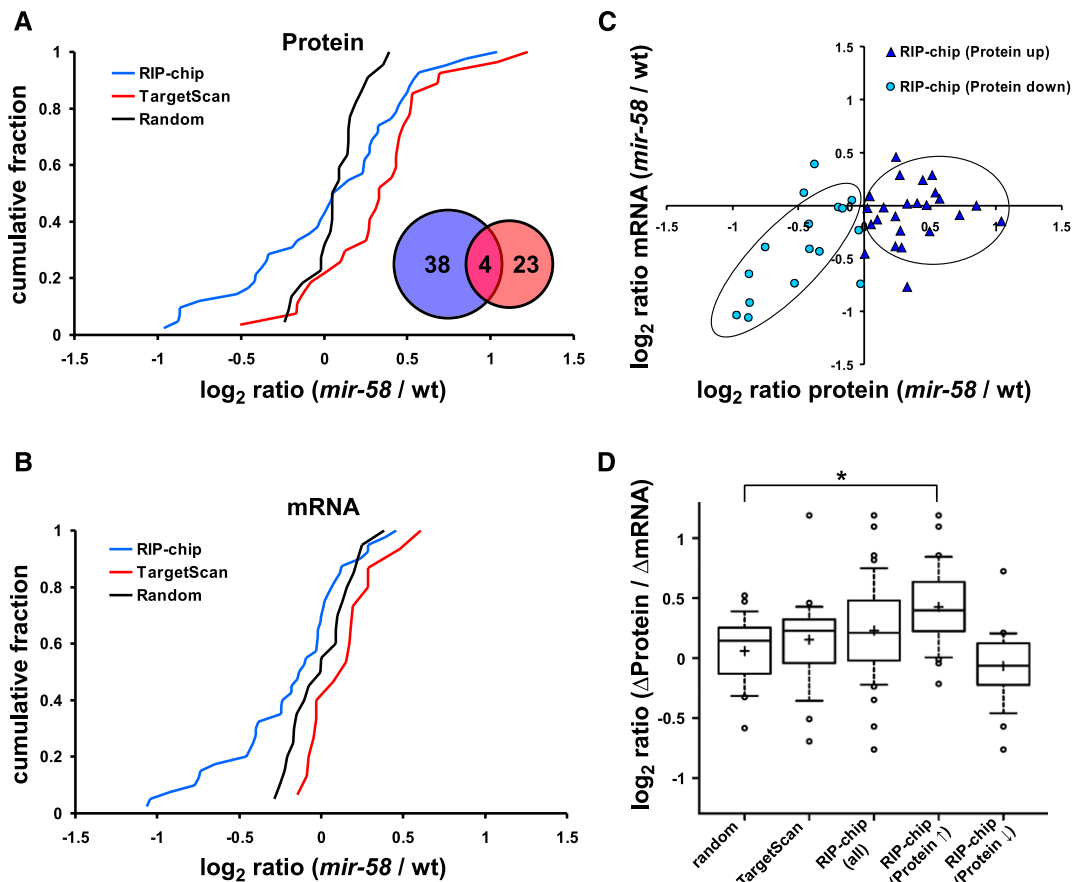 A
Protein
RIP-chip
TargetScan
Random
cumulative fraction
1
0.8
0.6
0.4
0.2
0
38 4 23
-1.5 -1 -0.5 0 0.5 1 1.5
log2 ratio (mir-58 / wt)
B
mRNA
RIP-chip
TargetScan
Random
cumulative fraction
1
0.8
0.6
0.4
0.2
0
-1.5 -1 -0.5 0 0.5 1 1.5
log2 ratio (mir-58 / wt)
C
RIP-chip (Protein up)
RIP-chip (Protein down)
log2 ratio mRNA (mir-58 / wt)
1.5
1
0.5
0
-0.5
-1
-1.5
-1.5 -1 -0.5 0 0.5 1 1.5
log2 ratio protein (mir-58 / wt)
D
*
log2 ratio (ΔProtein / ΔmRNA)
1
0.5
0
-0.5
-1
random
TargetScan
RIP-chip
(all)
RIP-chip
(Protein ↑)
RIP-chip
(Protein ↓)